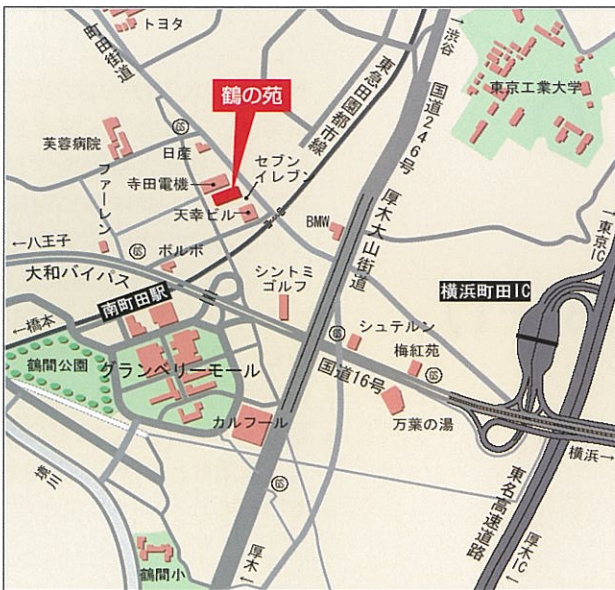 トヨタ
町田街道
→渋谷
東急田園都市線
国道246号
東京工業大学
鶴の苑
GS
芙蓉病院
日産
ファーレン
寺田電機
セブン
イレブン
天幸ビル
BMW
厚木大山街道
←八王子
GS
ボルボ
大和バイパス
シントミ
ゴルフ
東京IC
横浜町田IC
南町田駅
←橋本
GS
シュテルン
鶴間公園
グランベリーモール
国道16号
梅紅苑
GS
カルフール
万葉の湯
横浜→
境川
GS
東名高速道路
鶴間小
厚木
←
厚木IC
←